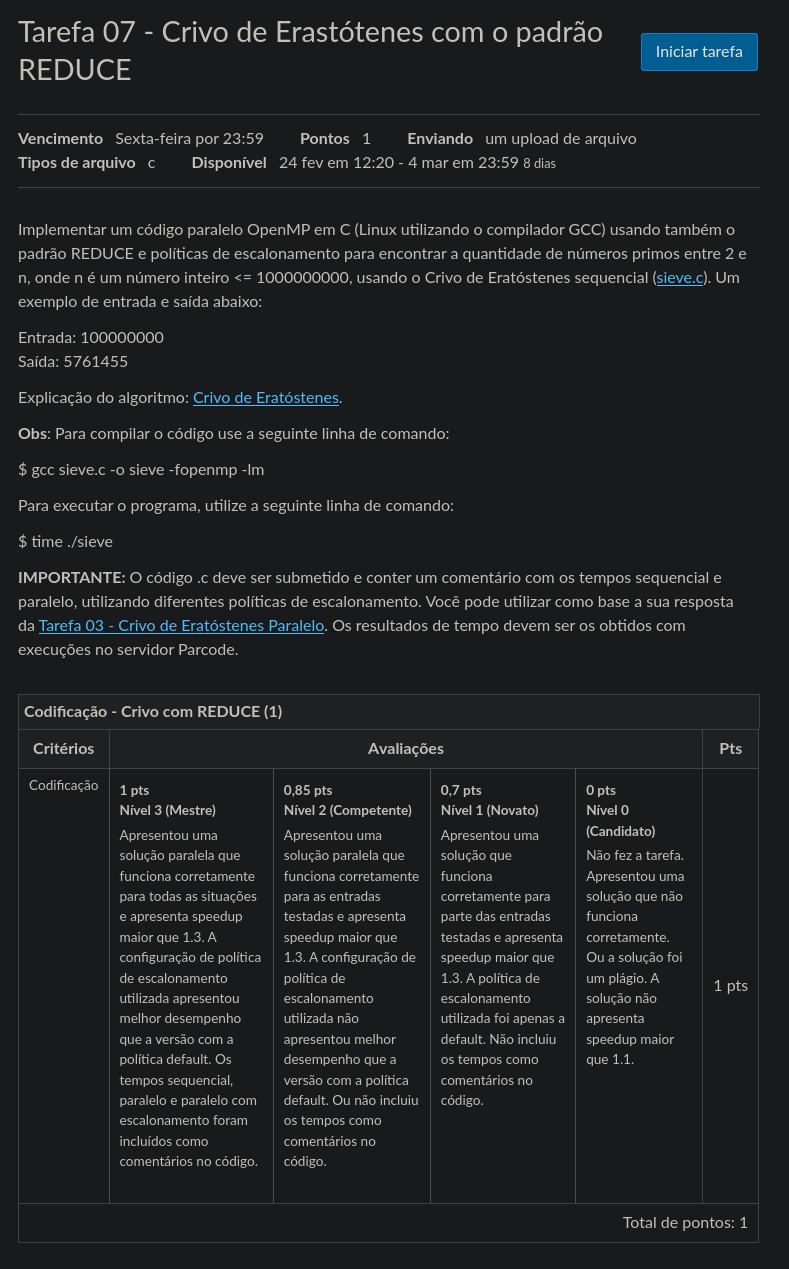 Tarefa 07 - Crivo de Erastótenes com o padrão
REDUCE
Iniciar tarefa
Vencimento Sexta-feira por 23:59 Pontos 1 Enviando um upload de arquivo
Tipos de arquivo c Disponível 24 fev em 12:20 - 4 mar em 23:59 8 dias
Implementar um código paralelo OpenMP em C (Linux utilizando o compilador GCC) usando também o
padrão REDUCE e políticas de escalonamento para encontrar a quantidade de números primos entre 2 e
n, onde n é um número inteiro <= 1000000000, usando o Crivo de Eratóstenes sequencial (sieve.c). Um
exemplo de entrada e saída abaixo:
Entrada: 100000000
Saída: 5761455
Explicação do algoritmo: Crivo de Eratóstenes.
Obs: Para compilar o código use a seguinte linha de comando:
$ gcc sieve.c -o sieve -fopenmp -lm
Para executar o programa, utilize a seguinte linha de comando:
$ time ./sieve
IMPORTANTE: O código .c deve ser submetido e conter um comentário com os tempos sequencial e
paralelo, utilizando diferentes políticas de escalonamento. Você pode utilizar como base a sua resposta
da Tarefa 03 - Crivo de Eratóstenes Paralelo. Os resultados de tempo devem ser os obtidos com
execuções no servidor Parcode.
Codificação - Crivo com REDUCE (1)
Critérios Avaliações Pts
Codificação
1 pts
Nível 3 (Mestre)
Apresentou uma
solução paralela que
funciona corretamente
para todas as situações
e apresenta speedup
maior que 1.3. A
configuração de política
de escalonamento
utilizada apresentou
melhor desempenho
que a versão com a
política default. Os
tempos sequencial,
paralelo e paralelo com
escalonamento foram
incluídos como
comentários no código.
0,85 pts
Nível 2 (Competente)
Apresentou uma
solução paralela que
funciona corretamente
para as entradas
testadas e apresenta
speedup maior que
1.3. A configuração de
política de
escalonamento
utilizada não
apresentou melhor
desempenho que a
versão com a política
default. Ou não incluiu
os tempos como
comentários no
código.
0,7 pts
Nível 1 (Novato)
Apresentou uma
solução que
funciona
corretamente para
parte das entradas
testadas e apresenta
speedup maior que
1.3. A política de
escalonamento
utilizada foi apenas a
default. Não incluiu
os tempos como
comentários no
código.
0 pts
Nível 0
(Candidato)
Não fez a tarefa.
Apresentou uma
solução que não
funciona
corretamente.
Ou a solução foi
um plágio. A
solução não
apresenta
speedup maior
que 1.1.
1 pts
Total de pontos: 1